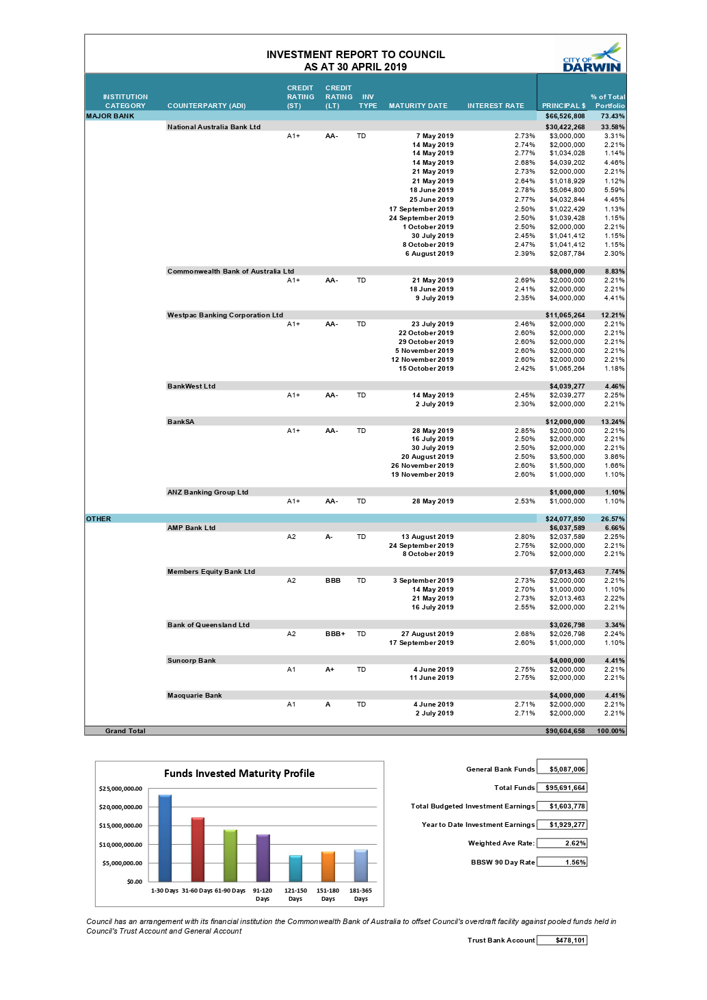 INVESTMENT REPORT TO COUNCIL
AS AT 30 APRIL 2019
CITY OF
DARWIN
INSTITUTION CATEGORY COUNTERPARTY (ADI) CREDIT RATING (ST) CREDIT RATING (LT) INV TYPE MATURITY DATE INTEREST RATE PRINCIPAL $ % of Total Portfolio
MAJOR BANK $66,526,808 73.43%
National Australia Bank Ltd $30,422,268 33.58%
A1+ AA- TD 7 May 2019 2.73% $3,000,000 3.31%
14 May 2019 2.74% $2,000,000 2.21%
14 May 2019 2.77% $1,034,028 1.14%
14 May 2019 2.68% $4,039,202 4.46%
21 May 2019 2.73% $2,000,000 2.21%
21 May 2019 2.64% $1,018,929 1.12%
18 June 2019 2.78% $5,064,800 5.59%
25 June 2019 2.77% $4,032,844 4.45%
17 September 2019 2.50% $1,022,429 1.13%
24 September 2019 2.50% $1,039,428 1.15%
1 October 2019 2.50% $2,000,000 2.21%
30 July 2019 2.45% $1,041,412 1.15%
8 October 2019 2.47% $1,041,412 1.15%
6 August 2019 2.39% $2,087,784 2.30%
Commonwealth Bank of Australia Ltd $8,000,000 8.83%
A1+ AA- TD 21 May 2019 2.69% $2,000,000 2.21%
18 June 2019 2.41% $2,000,000 2.21%
9 July 2019 2.35% $4,000,000 4.41%
Westpac Banking Corporation Ltd $11,065,264 12.21%
A1+ AA- TD 23 July 2019 2.46% $2,000,000 2.21%
22 October 2019 2.60% $2,000,000 2.21%
29 October 2019 2.60% $2,000,000 2.21%
5 November 2019 2.60% $2,000,000 2.21%
12 November 2019 2.60% $2,000,000 2.21%
15 October 2019 2.42% $1,065,264 1.18%
BankWest Ltd $4,039,277 4.46%
A1+ AA- TD 14 May 2019 2.45% $2,039,277 2.25%
2 July 2019 2.30% $2,000,000 2.21%
BankSA $12,000,000 13.24%
A1+ AA- TD 28 May 2019 2.85% $2,000,000 2.21%
16 July 2019 2.50% $2,000,000 2.21%
30 July 2019 2.50% $2,000,000 2.21%
20 August 2019 2.50% $3,500,000 3.86%
26 November 2019 2.60% $1,500,000 1.66%
19 November 2019 2.60% $1,000,000 1.10%
ANZ Banking Group Ltd $1,000,000 1.10%
A1+ AA- TD 28 May 2019 2.53% $1,000,000 1.10%
OTHER $24,077,850 26.57%
AMP Bank Ltd $6,037,589 6.66%
A2 A- TD 13 August 2019 2.80% $2,037,589 2.25%
24 September 2019 2.75% $2,000,000 2.21%
8 October 2019 2.70% $2,000,000 2.21%
Members Equity Bank Ltd $7,013,463 7.74%
A2 BBB TD 3 September 2019 2.73% $2,000,000 2.21%
14 May 2019 2.70% $1,000,000 1.10%
21 May 2019 2.73% $2,013,463 2.22%
16 July 2019 2.55% $2,000,000 2.21%
Bank of Queensland Ltd $3,026,798 3.34%
A2 BBB+ TD 27 August 2019 2.68% $2,026,798 2.24%
17 September 2019 2.60% $1,000,000 1.10%
Suncorp Bank $4,000,000 4.41%
A1 A+ TD 4 June 2019 2.75% $2,000,000 2.21%
11 June 2019 2.75% $2,000,000 2.21%
Macquarie Bank $4,000,000 4.41%
A1 A TD 4 June 2019 2.71% $2,000,000 2.21%
2 July 2019 2.71% $2,000,000 2.21%
Grand Total $90,604,658 100.00%
Funds Invested Maturity Profile
$25,000,000.00
$20,000,000.00
$15,000,000.00
$10,000,000.00
$5,000,000.00
$0.00
1-30 Days 31-60 Days 61-90 Days 91-120 Days 121-150 Days 151-180 Days 181-365 Days
General Bank Funds $5,087,006
Total Funds $95,691,664
Total Budgeted Investment Earnings $1,603,778
Year to Date Investment Earnings $1,929,277
Weighted Ave Rate: 2.62%
BBSW 90 Day Rate 1.56%
Council has an arrangement with its financial institution the Commonwealth Bank of Australia to offset Council's overdraft facility against pooled funds held in
Council's Trust Account and General Account
Trust Bank Account $478,101